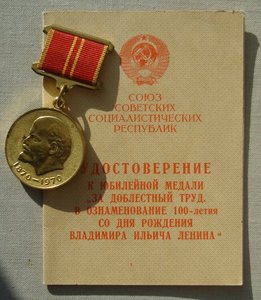 СОЮЗ
СОВЕТСКИХ
СОЦИАЛИСТИЧЕСКИХ
РЕСПУБЛИК
УДОСТОВЕРЕНИЕ
К ЮБИЛЕЙНОЙ МЕДАЛИ
„ЗА ДОБЛЕСТНЫЙ ТРУД.
В ОЗНАМЕНОВАНИЕ 100-летия
СО ДНЯ РОЖДЕНИЯ
ВЛАДИМИРА ИЛЬИЧА ЛЕНИНА“
1870-1970